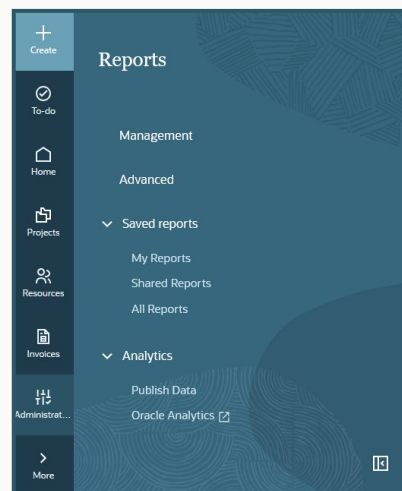 Create
To-do
Home
Projects
Resources
Invoices
Administrat...
More
Reports
Management
Advanced
Saved reports
My Reports
Shared Reports
All Reports
Analytics
Publish Data
Oracle Analytics